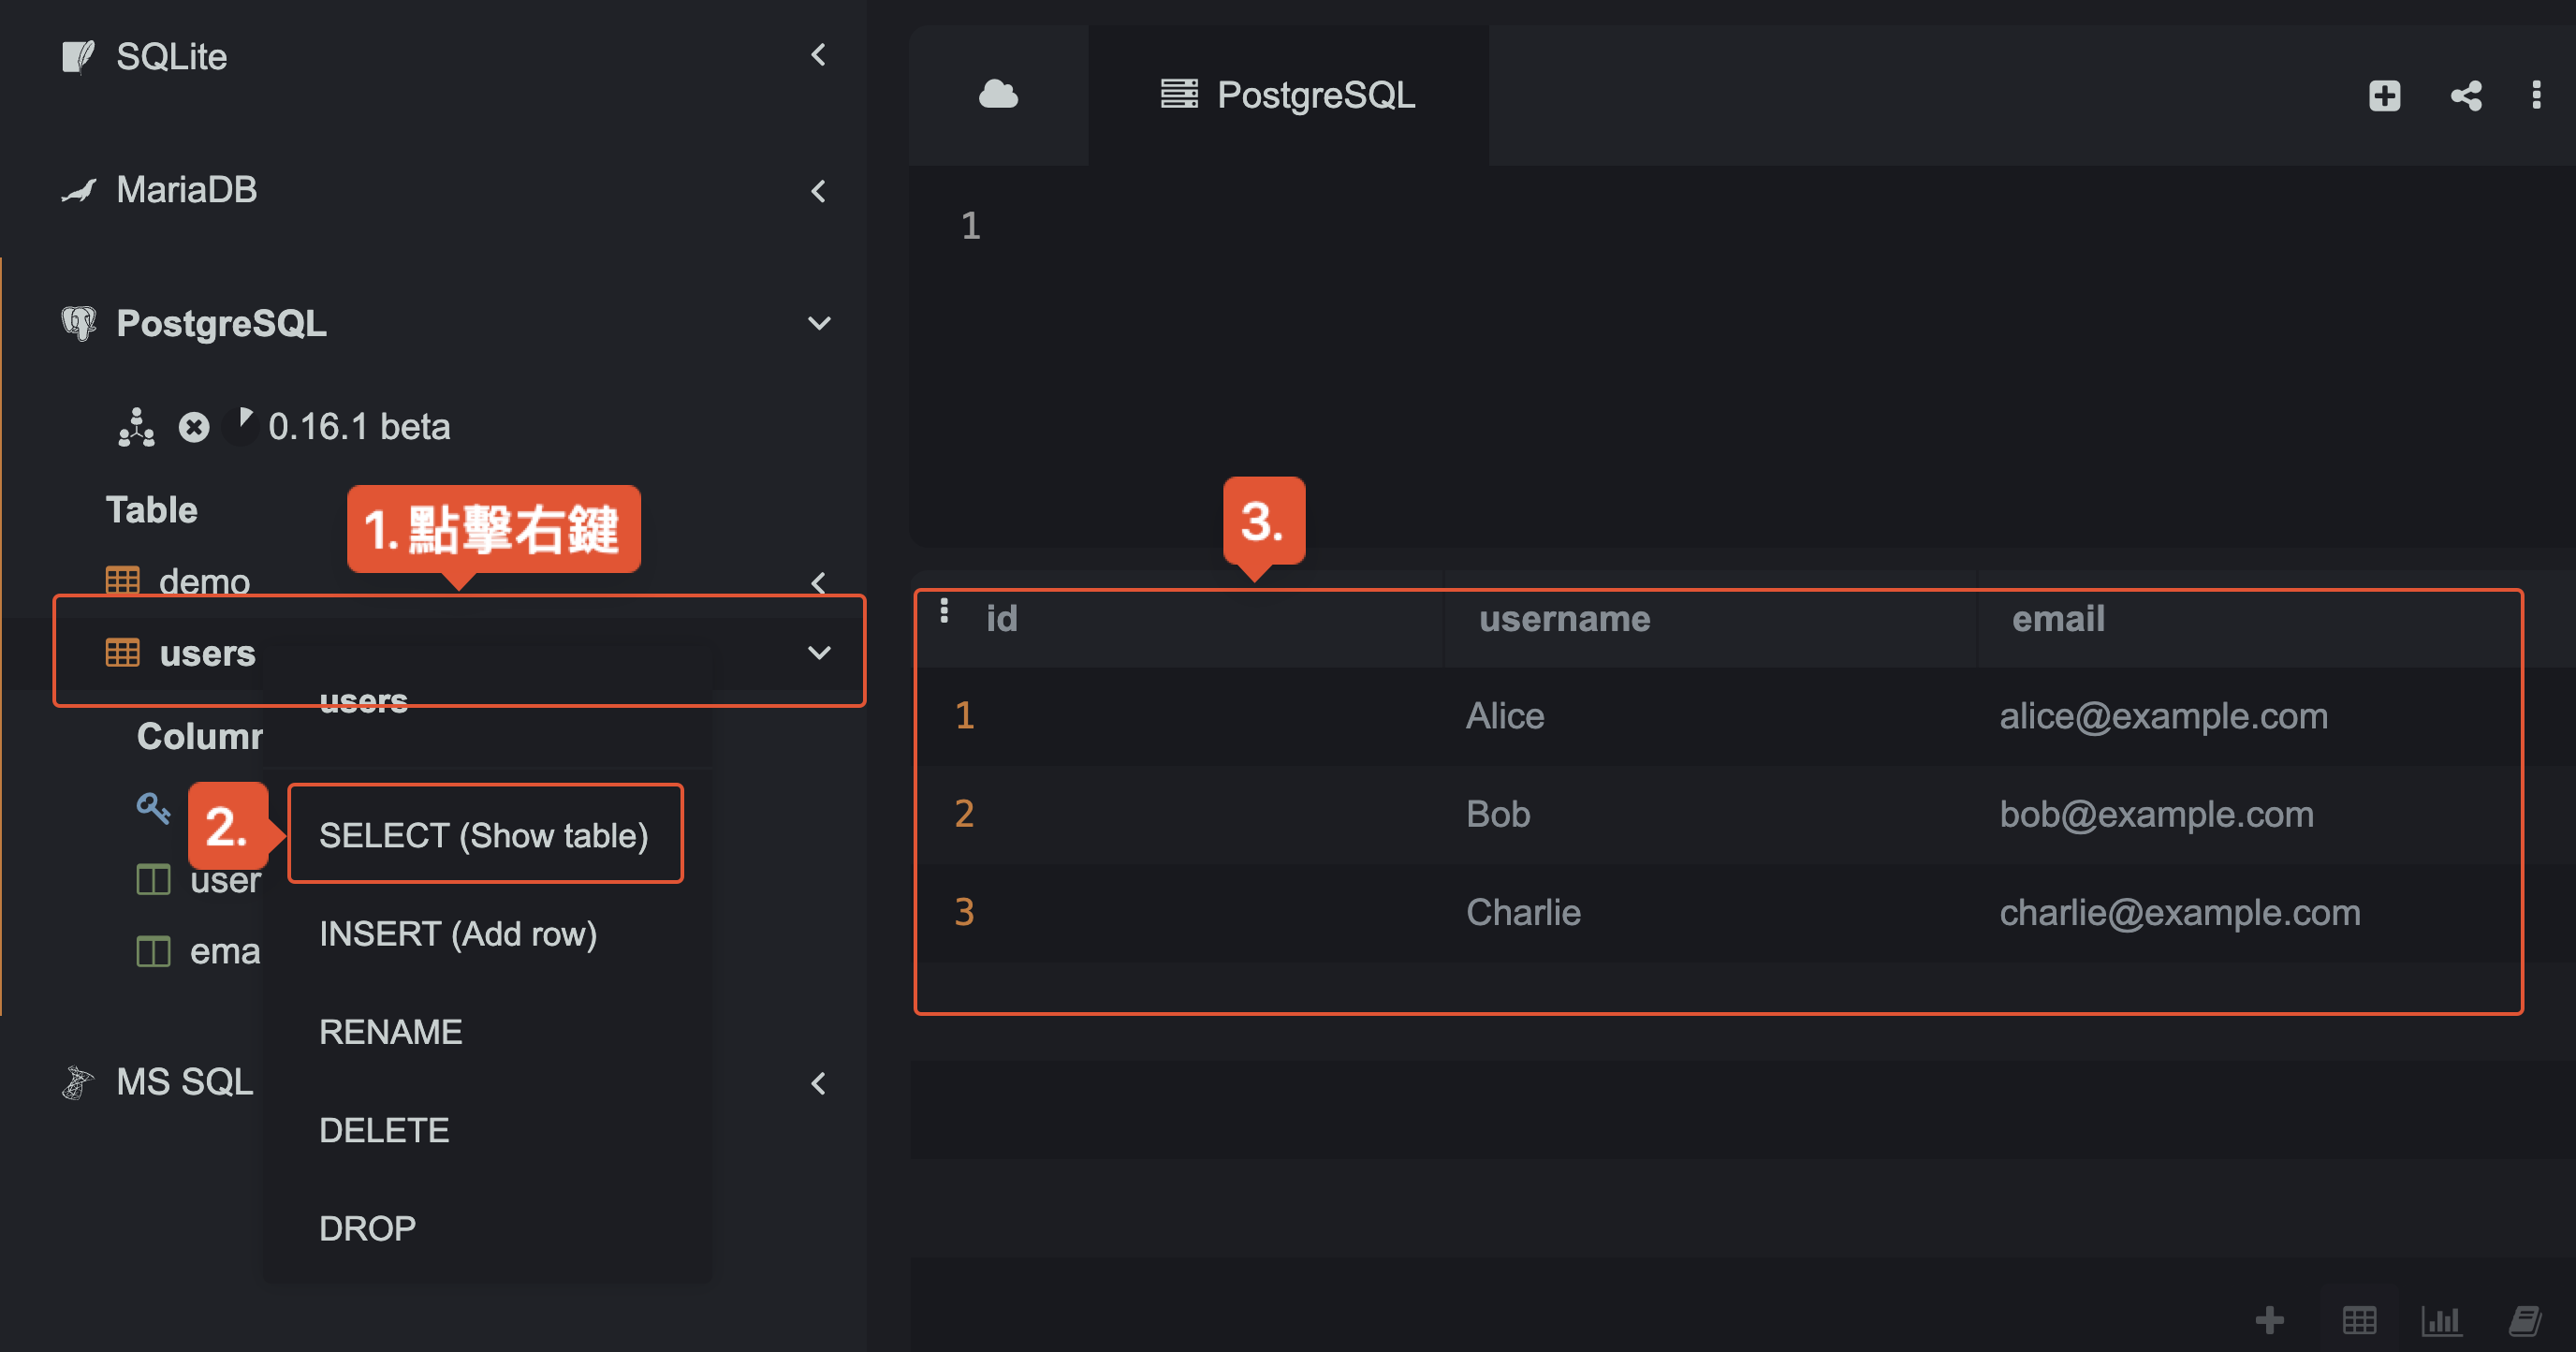 SQLite
MariaDB
PostgreSQL
0.16.1 beta
Table
1. 點擊右鍵
demo
users
users
Column
2.
SELECT (Show table)
user
INSERT (Add row)
ema
RENAME
MS SQL
DELETE
DROP
PostgreSQL
1
3.
id username email
1 Alice alice@example.com
2 Bob bob@example.com
3 Charlie charlie@example.com